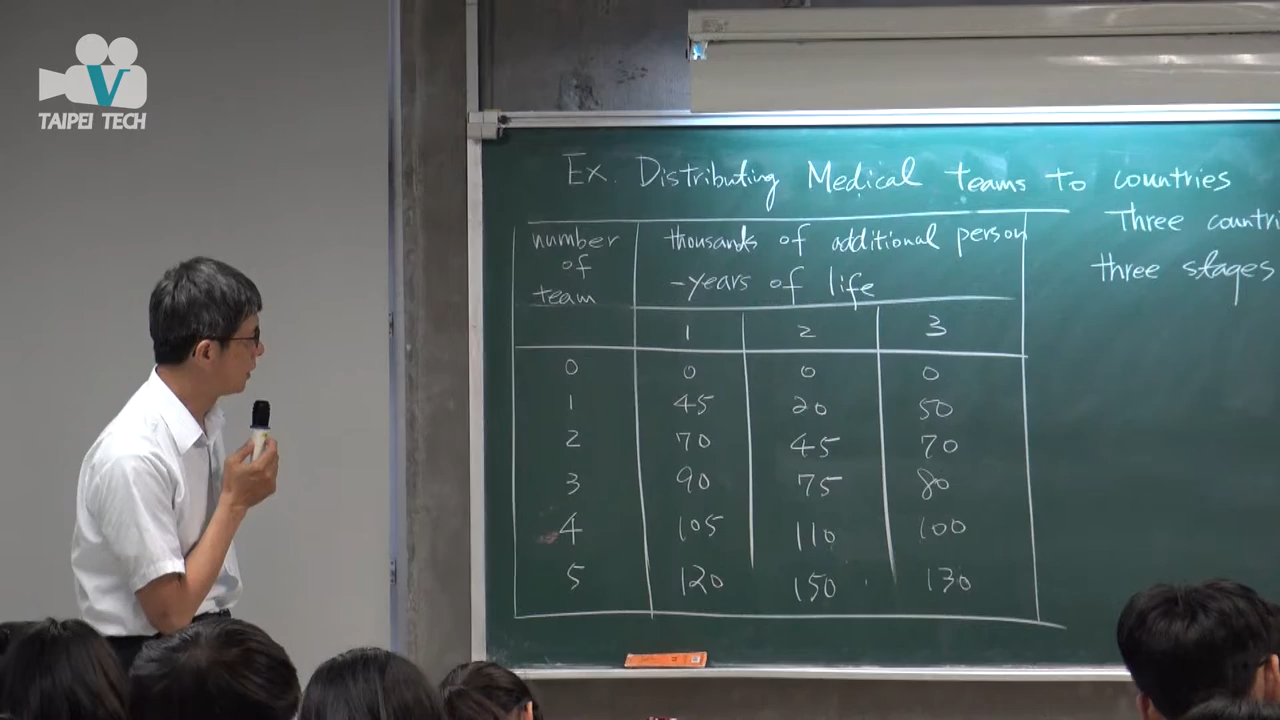 V
TAIPEI TECH
Ex. Distributing Medical teams to countries
Three countri
three stages
number of team
thousands of additional person
-years of life
1 2 3
0 0 0 0
1 45 20 50
2 70 45 70
3 90 75 80
4 105 110 100
5 120 150 130